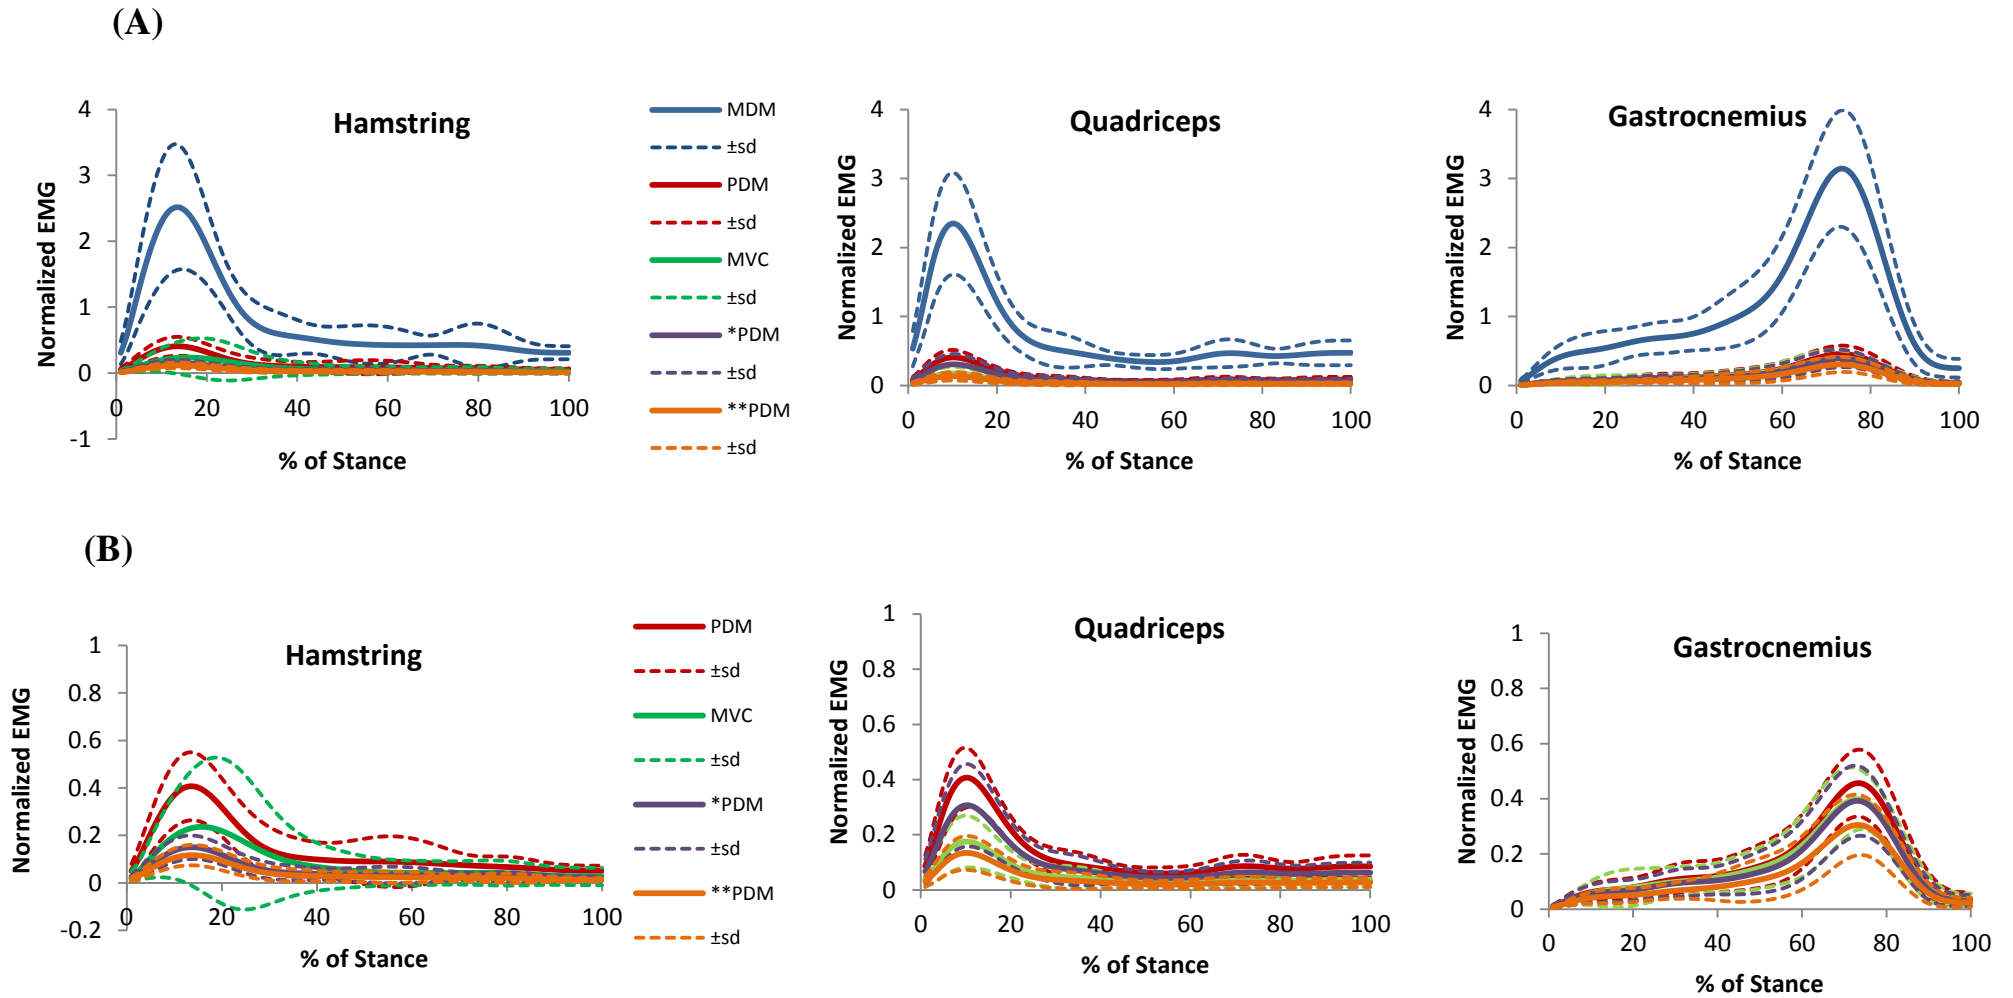 (A)
Hamstring
Normalized EMG
4
3
2
1
0
-1
0 20 40 60 80 100
% of Stance
MDM
±sd
PDM
±sd
MVC
±sd
*PDM
±sd
**PDM
±sd
Quadriceps
Normalized EMG
4
3
2
1
0
0 20 40 60 80 100
% of Stance
Gastrocnemius
Normalized EMG
4
3
2
1
0
0 20 40 60 80 100
% of Stance
(B)
Hamstring
Normalized EMG
1
0.8
0.6
0.4
0.2
0
-0.2
0 20 40 60 80 100
% of Stance
PDM
±sd
MVC
±sd
*PDM
±sd
**PDM
±sd
Quadriceps
Normalized EMG
1
0.8
0.6
0.4
0.2
0
0 20 40 60 80 100
% of Stance
Gastrocnemius
Normalized EMG
1
0.8
0.6
0.4
0.2
0
0 20 40 60 80 100
% of Stance